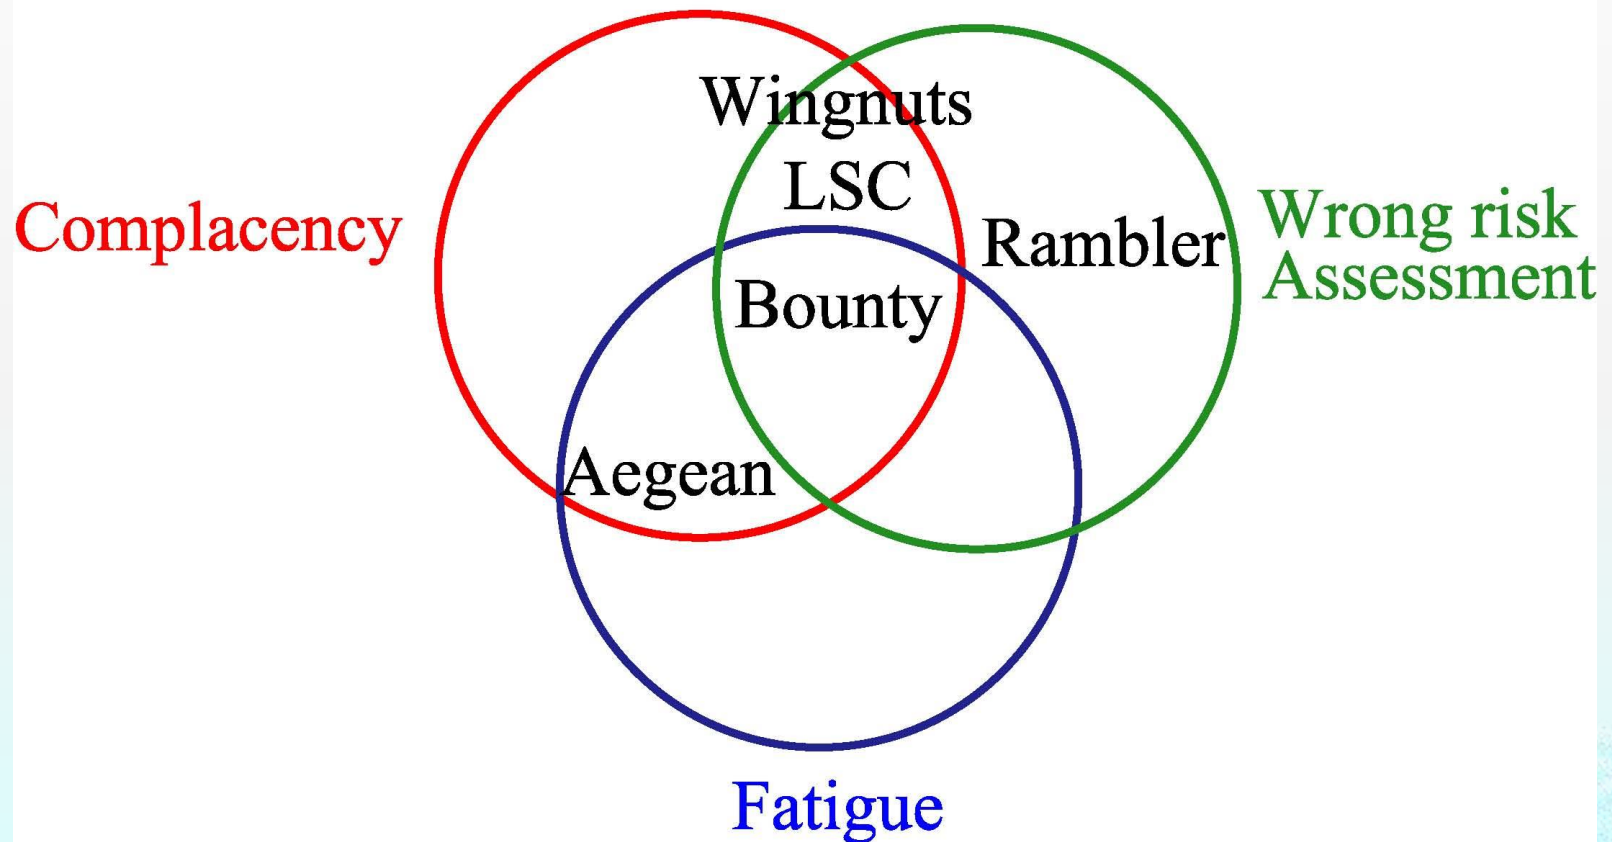 Wingnuts
LSC
Complacency
Rambler
Wrong risk
Assessment
Bounty
Aegean
Fatigue